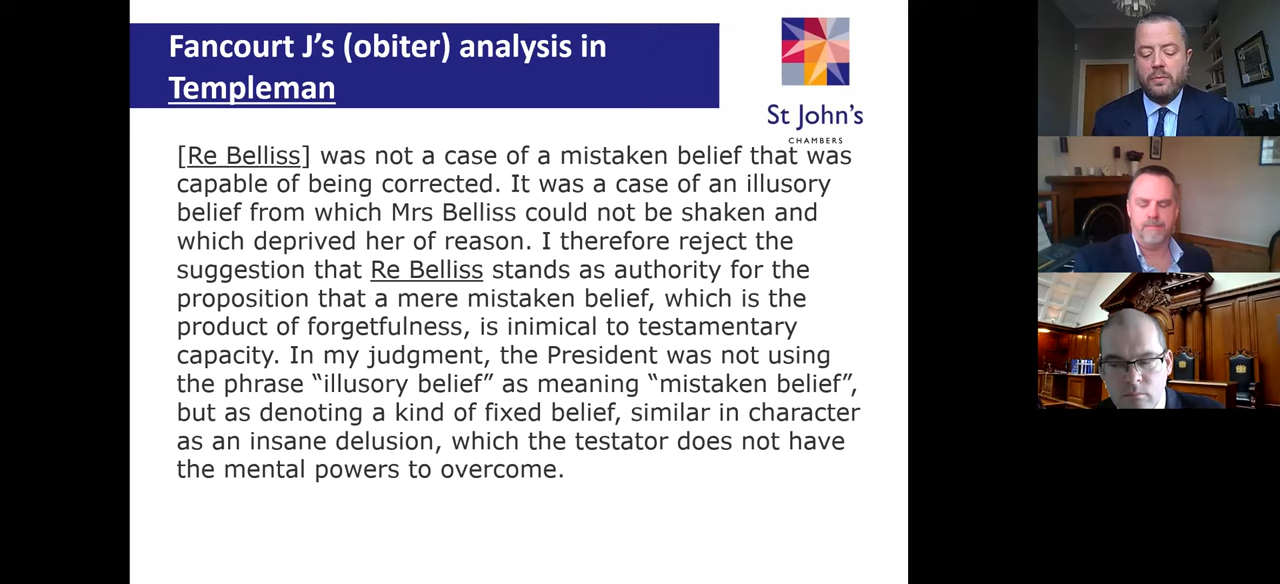 Fancourt J’s (obiter) analysis in
Templeman
St John’s
CHAMBERS
[Re Belliss] was not a case of a mistaken belief that was
capable of being corrected. It was a case of an illusory
belief from which Mrs Belliss could not be shaken and
which deprived her of reason. I therefore reject the
suggestion that Re Belliss stands as authority for the
proposition that a mere mistaken belief, which is the
product of forgetfulness, is inimical to testamentary
capacity. In my judgment, the President was not using
the phrase “illusory belief” as meaning “mistaken belief”,
but as denoting a kind of fixed belief, similar in character
as an insane delusion, which the testator does not have
the mental powers to overcome.